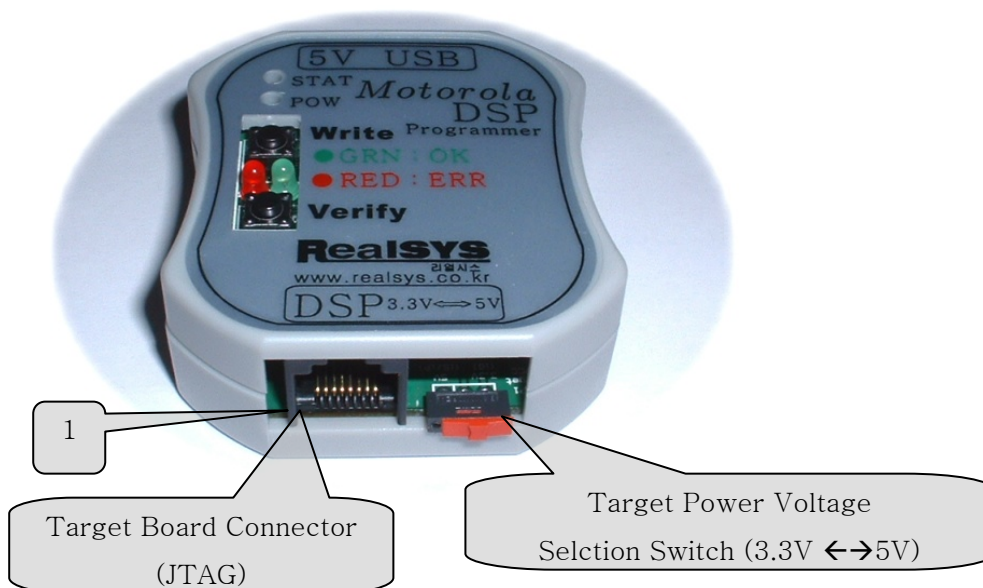 5V USB
STAT
POW
Motorola
DSP
Programmer
Write
GRN : OK
RED : ERR
Verify
RealSYS
리얼시스
www.realsys.co.kr
DSP 3.3V⇔5V
1
Target Board Connector
(JTAG)
Target Power Voltage
Selction Switch (3.3V ←→5V)